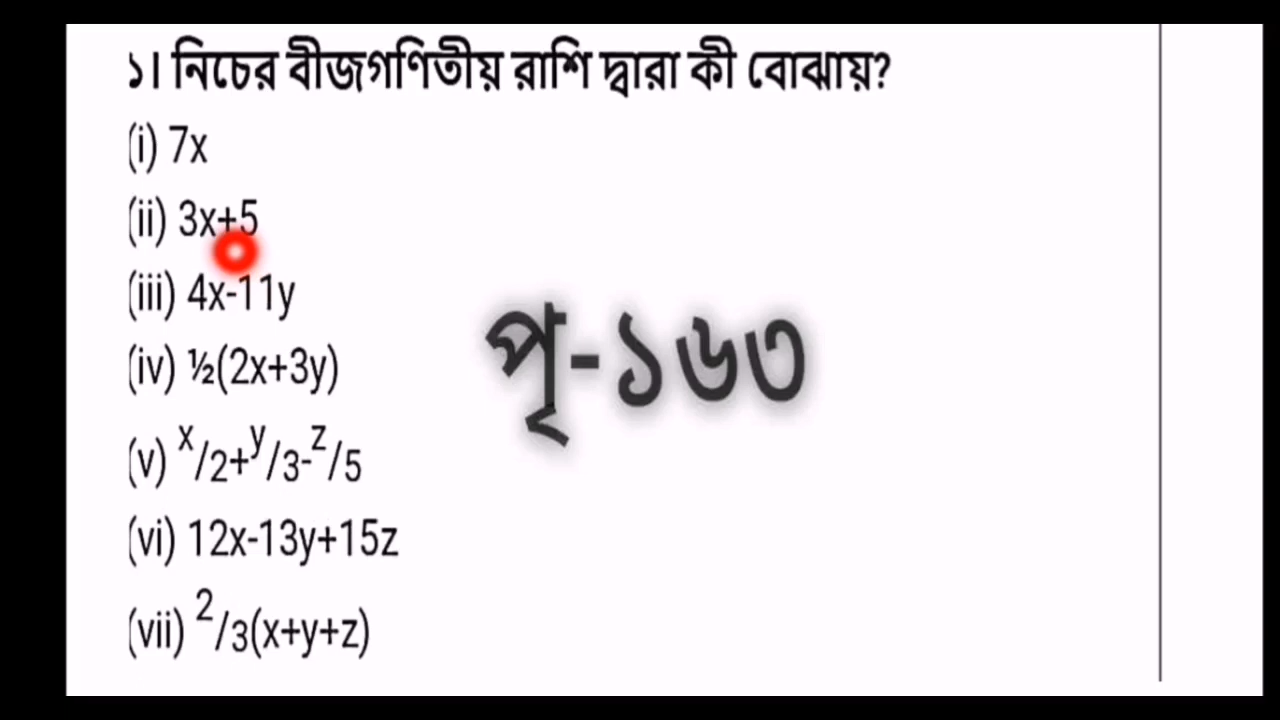 ১। নিচের বীজগণিতীয় রাশি দ্বারা কী বোঝায়?
(i) 7x
(ii) 3x+5
(iii) 4x-11y
(iv) ½(2x+3y)
পৃ-১৬৩
(v) ˣ/2+ʸ/3-ᶻ/5
(vi) 12x-13y+15z
(vii) ²/3(x+y+z)